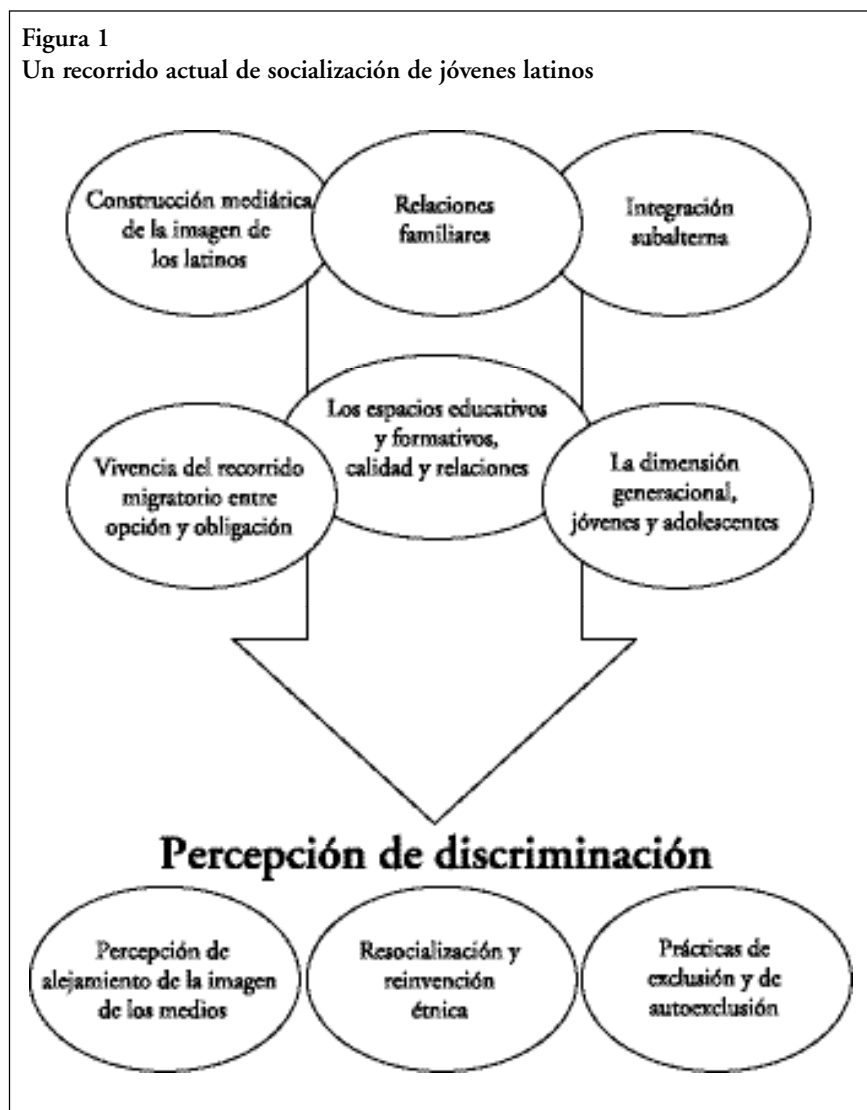 Figura 1
Un recorrido actual de socialización de jóvenes latinos
Construcción mediática
de la imagen de
los latinos
Relaciones
familiares
Integración
subalterna
Vivencia del recorrido
migratorio entre
opción y obligación
Los espacios educativos
y formativos,
calidad y relaciones
La dimensión
generacional,
jóvenes y adolescentes
Percepción de discriminación
Percepción de
alejamiento de la imagen
de los medios
Resocialización y
reinvención
étnica
Prácticas de
exclusión y de
autoexclusión